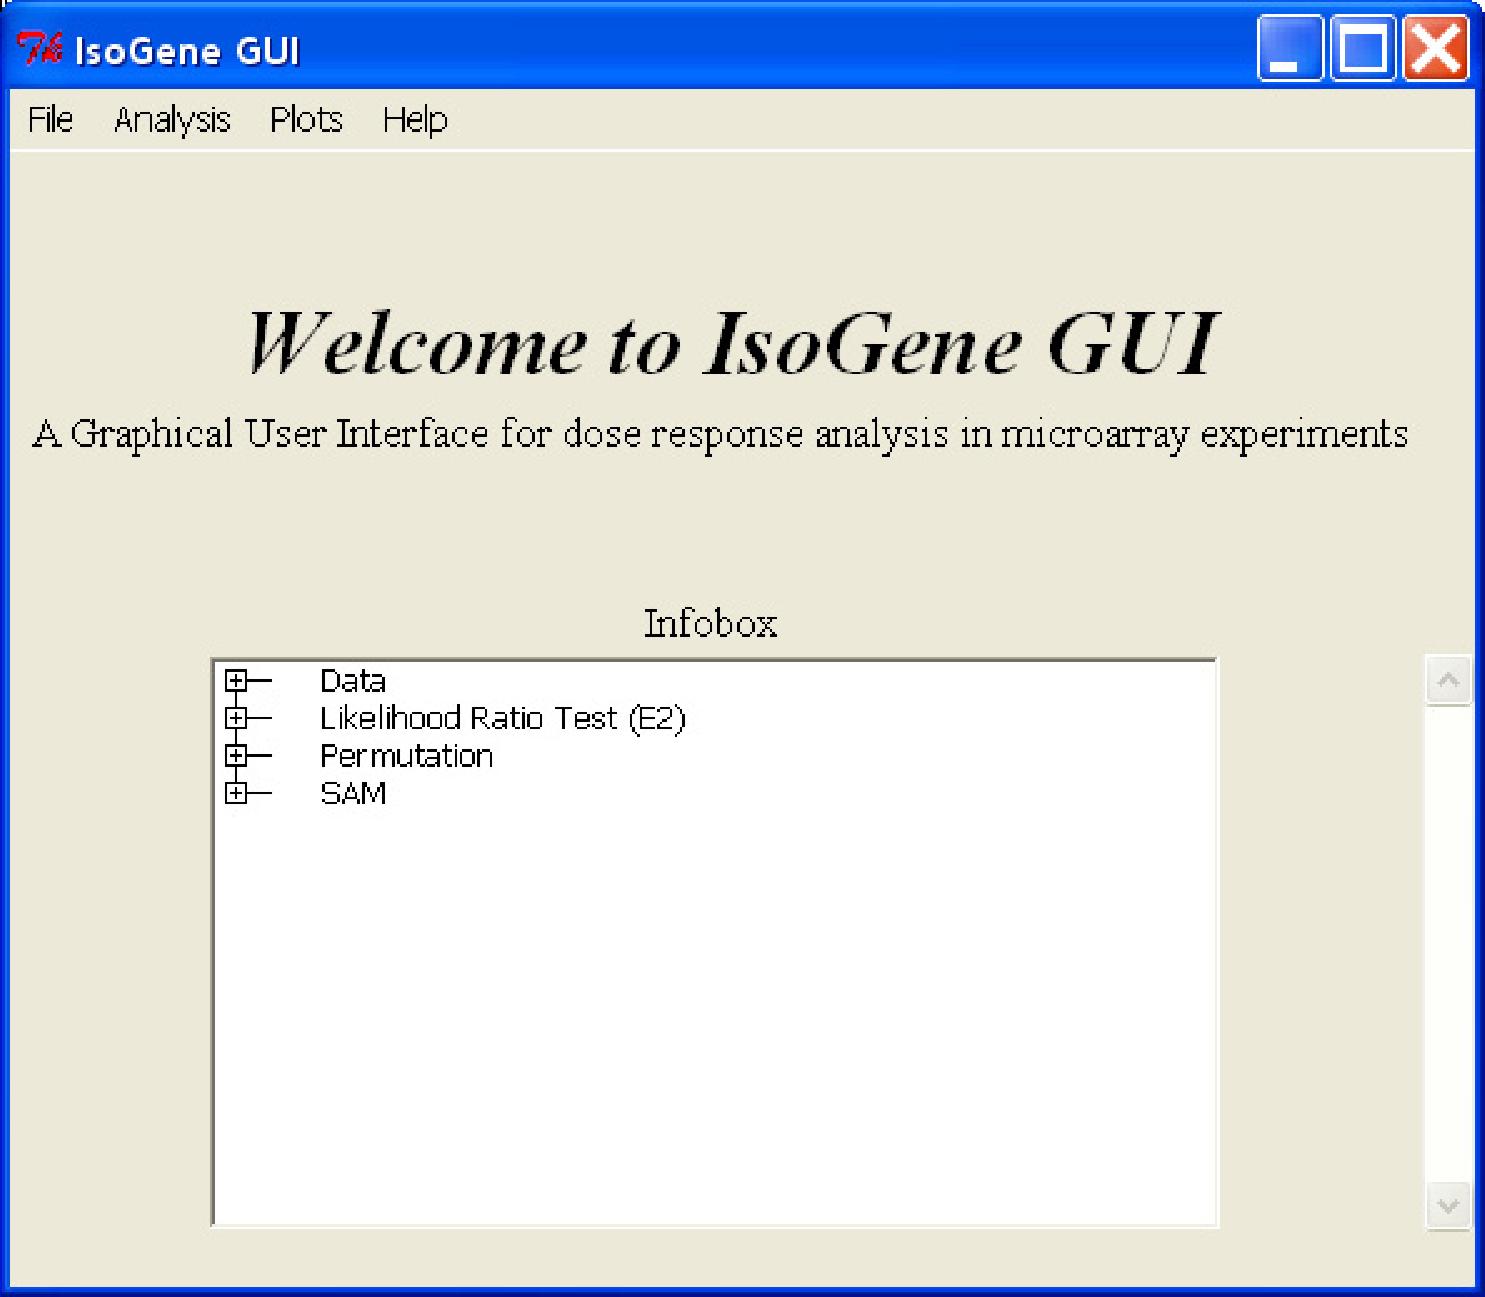 Tk IsoGene GUI
File Analysis Plots Help
Welcome to IsoGene GUI
A Graphical User Interface for dose response analysis in microarray experiments
Infobox
Data
Likelihood Ratio Test (E2)
Permutation
SAM